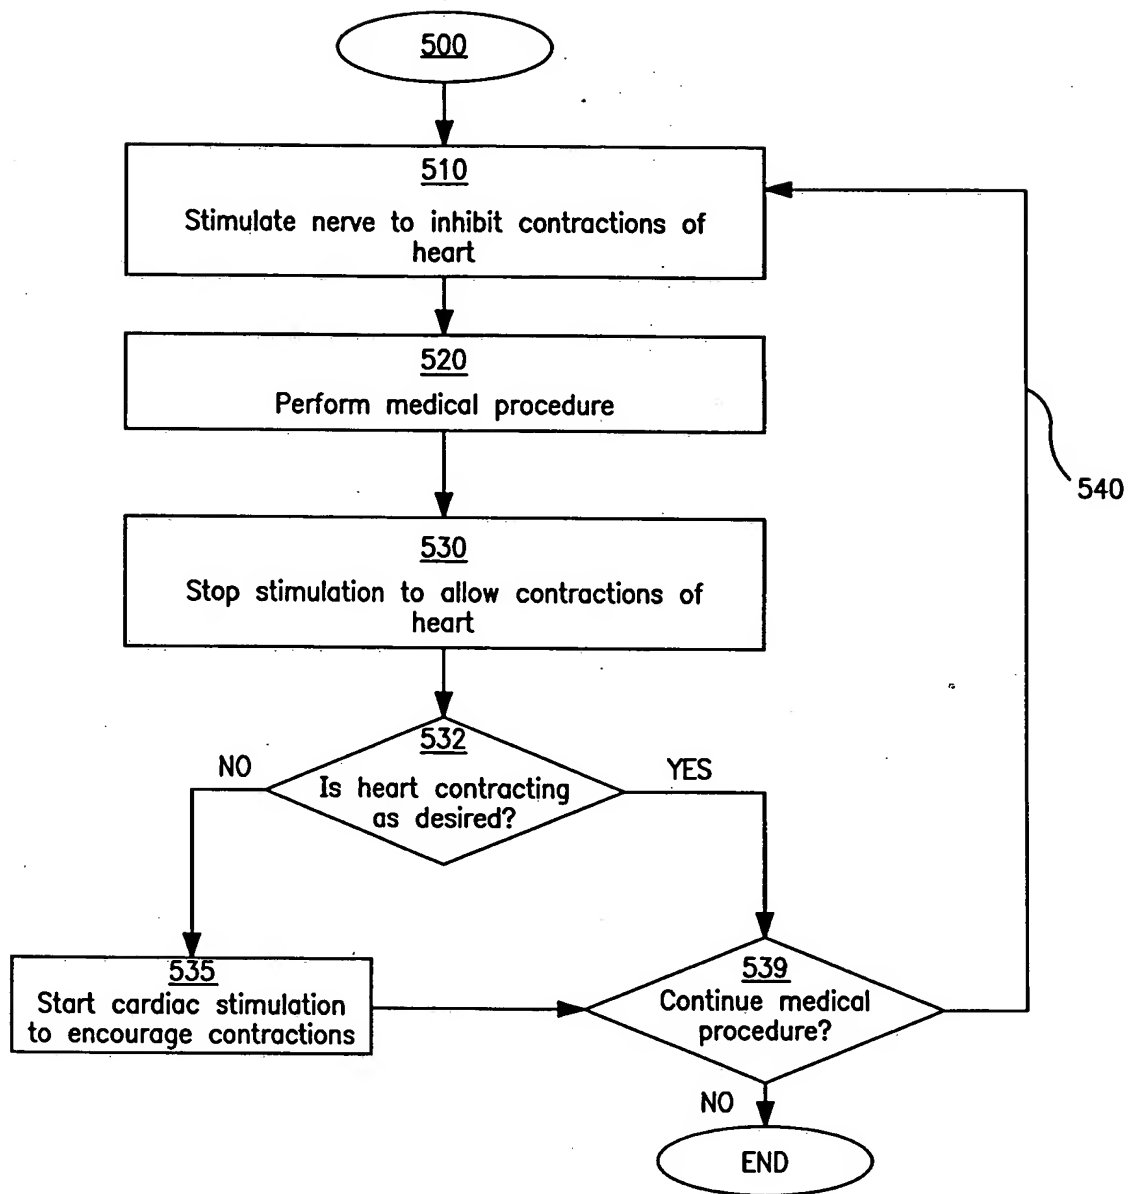 500
510
Stimulate nerve to inhibit contractions of
heart
520
Perform medical procedure
540
530
Stop stimulation to allow contractions of
heart
532
NO
YES
Is heart contracting
as desired?
535
Start cardiac stimulation
to encourage contractions
539
Continue medical
procedure?
NO
END